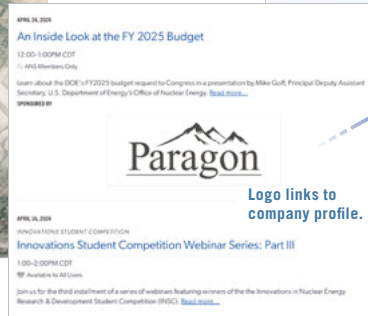 APRIL 24, 2024
An Inside Look at the FY 2025 Budget
12:00-1:00PM CDT
ANS Members Only
Learn about the DOE's FY2025 budget request to Congress in a presentation by Mike Goff, Principal Deputy Assistant
Secretary, U.S. Department of Energy's Office of Nuclear Energy. Read more...
SPONSORED BY
Paragon
Logo links to
company profile.
APRIL 16, 2024
INNOVATIONS STUDENT COMPETITION
Innovations Student Competition Webinar Series: Part III
1:00-2:00PM CDT
Available to All Users
Join us for the third installment of a series of webinars featuring winners of the the Innovations in Nuclear Energy
Research & Development Student Competition (INSC). Read more...